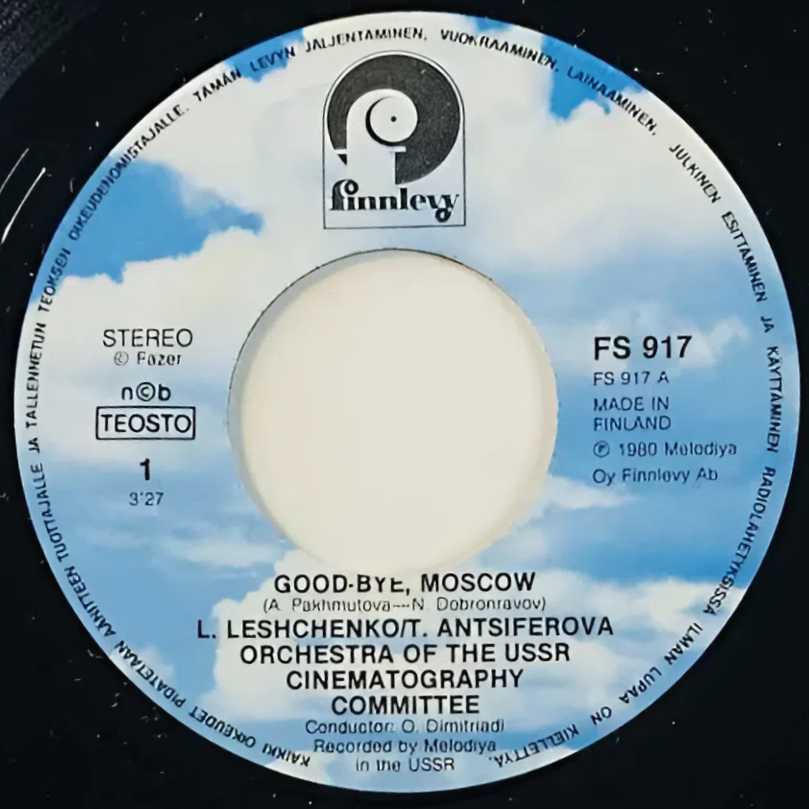 KAIKKI OIKEUDET PIDÄTETÄÄN ÄÄNITTEEN TUOTTAJALLE JA TALLENNETUN TEOKSEN OIKEUDENOMISTAJALLE. TÄMÄN LEVYN JÄLJENTÄMINEN, VUOKRAAMINEN, LAINAAMINEN, JULKINEN ESITTÄMINEN JA KÄYTTÄMINEN RADIOLÄHETYKSISSÄ ILMAN LUPAA ON KIELLETTYÄ.
finnlevy
STEREO
© Fazer
n©b
TEOSTO
1
3'27
FS 917
FS 917 A
MADE IN
FINLAND
℗ 1980 Melodiya
Oy Finnlevy Ab
GOOD-BYE, MOSCOW
(A. Pakhmutova—N. Dobronravov)
L. LESHCHENKO/T. ANTSIFEROVA
ORCHESTRA OF THE USSR
CINEMATOGRAPHY
COMMITTEE
Conductor: O. Dimitriadi
Recorded by Melodiya
in the USSR